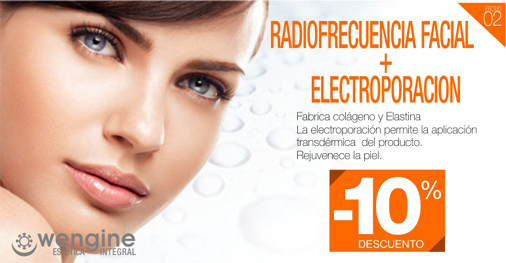 02
RADIOFRECUENCIA FACIAL
+
ELECTROPORACION
Fabrica colágeno y Elastina
La electroporación permite la aplicación
transdérmica del producto.
Rejuvenece la piel.
-10%
DESCUENTO
wengine
ESTÉTICA INTEGRAL